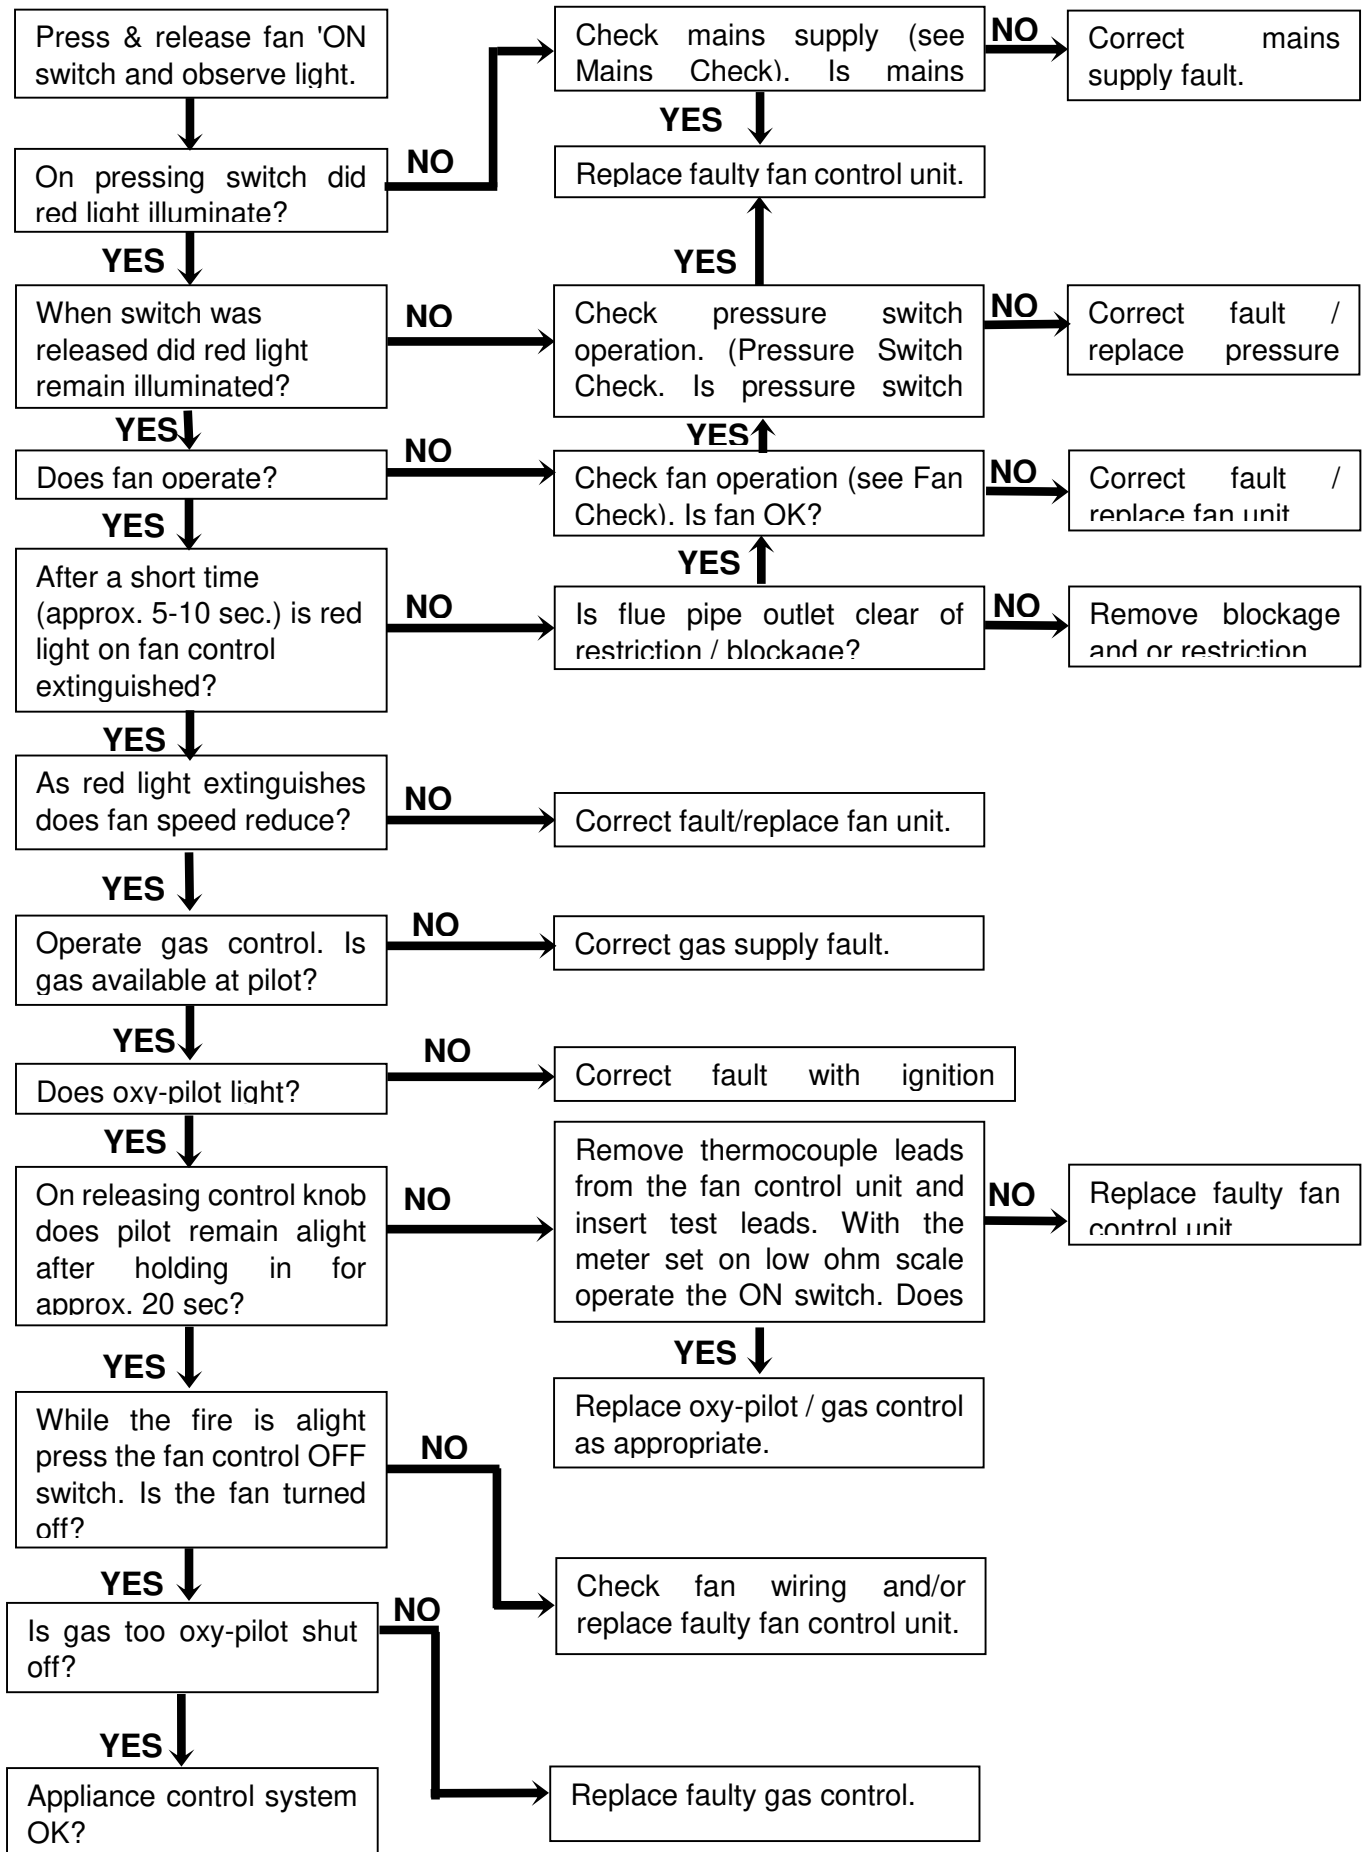 Press & release fan 'ON
switch and observe light.
Check mains supply (see
Mains Check). Is mains
NO
Correct mains
supply fault.
YES
On pressing switch did
red light illuminate?
NO
Replace faulty fan control unit.
YES
YES
When switch was
released did red light
remain illuminated?
NO
Check pressure switch
operation. (Pressure Switch
Check. Is pressure switch
NO
Correct fault /
replace pressure
YES
YES
Does fan operate?
NO
Check fan operation (see Fan
Check). Is fan OK?
NO
Correct fault /
replace fan unit
YES
YES
After a short time
(approx. 5-10 sec.) is red
light on fan control
extinguished?
NO
Is flue pipe outlet clear of
restriction / blockage?
NO
Remove blockage
and or restriction
YES
As red light extinguishes
does fan speed reduce?
NO
Correct fault/replace fan unit.
YES
Operate gas control. Is
gas available at pilot?
NO
Correct gas supply fault.
YES
Does oxy-pilot light?
NO
Correct fault with ignition
YES
On releasing control knob
does pilot remain alight
after holding in for
approx. 20 sec?
NO
Remove thermocouple leads
from the fan control unit and
insert test leads. With the
meter set on low ohm scale
operate the ON switch. Does
NO
Replace faulty fan
control unit
YES
YES
Replace oxy-pilot / gas control
as appropriate.
While the fire is alight
press the fan control OFF
switch. Is the fan turned
off?
NO
Check fan wiring and/or
replace faulty fan control unit.
YES
Is gas too oxy-pilot shut
off?
NO
Replace faulty gas control.
YES
Appliance control system
OK?